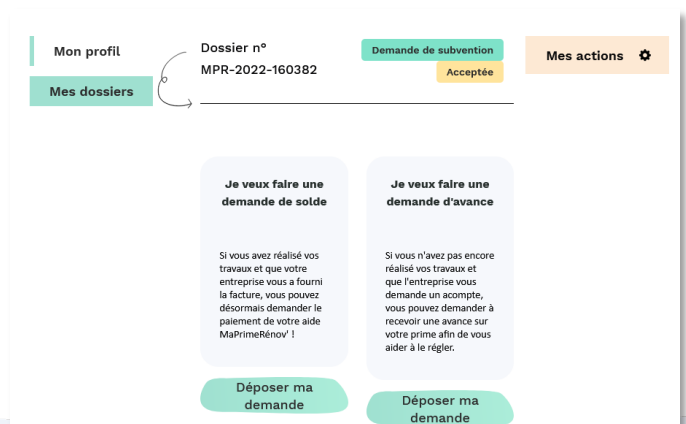 Mon profil
Mes dossiers
Dossier n°
MPR-2022-160382
Demande de subvention
Acceptée
Mes actions
Je veux faire une
demande de solde
Si vous avez réalisé vos
travaux et que votre
entreprise vous a fourni
la facture, vous pouvez
désormais demander le
paiement de votre aide
MaPrimeRénov' !
Déposer ma
demande
Je veux faire une
demande d'avance
Si vous n'avez pas encore
réalisé vos travaux et
que l'entreprise vous
demande un acompte,
vous pouvez demander à
recevoir une avance sur
votre prime afin de vous
aider à le régler.
Déposer ma
demande